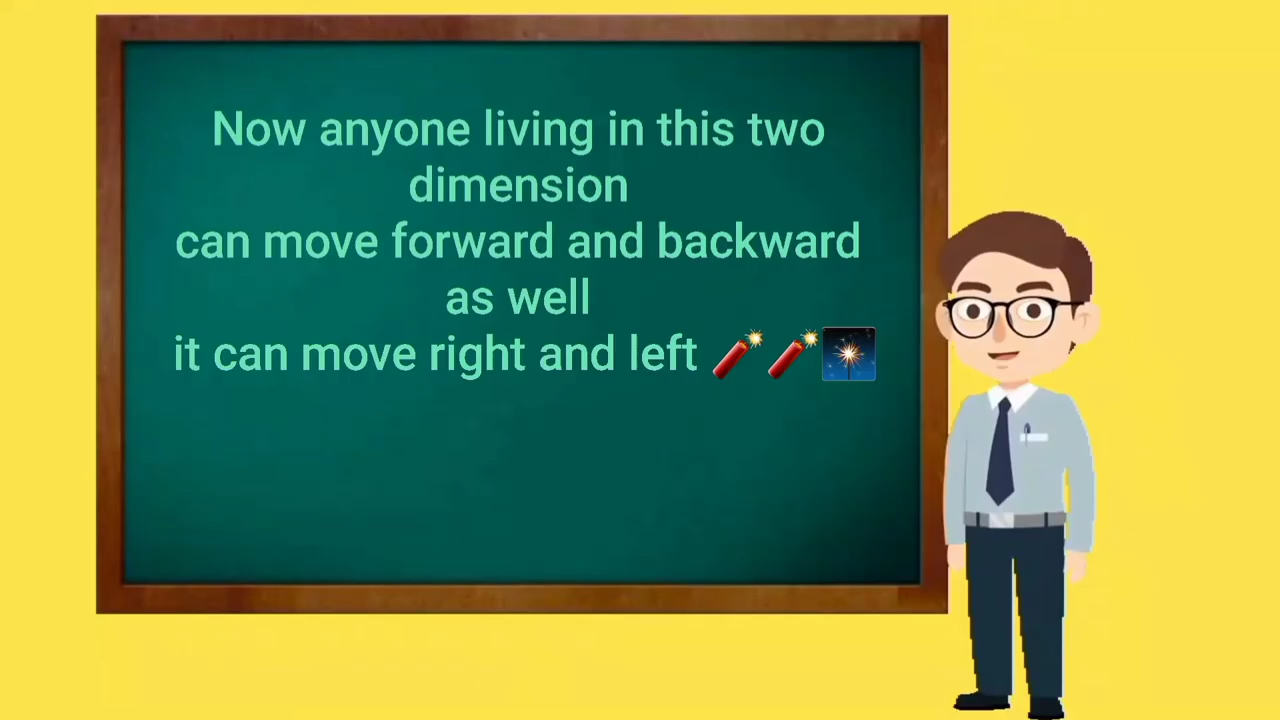 Now anyone living in this two
dimension
can move forward and backward
as well
it can move right and left 🧨🧨🎇